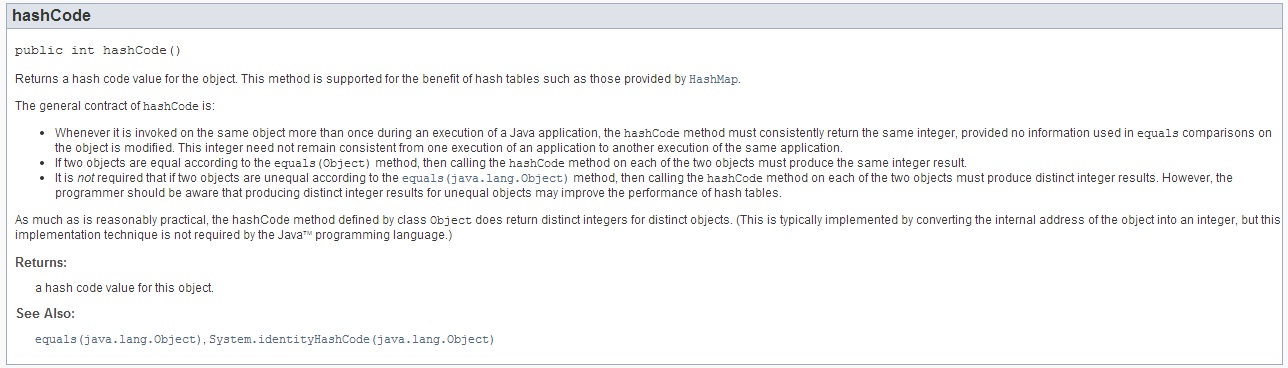 hashCode
public int hashCode()
Returns a hash code value for the object. This method is supported for the benefit of hash tables such as those provided by HashMap.
The general contract of hashCode is:
• Whenever it is invoked on the same object more than once during an execution of a Java application, the hashCode method must consistently return the same integer, provided no information used in equals comparisons on
the object is modified. This integer need not remain consistent from one execution of an application to another execution of the same application.
• If two objects are equal according to the equals(Object) method, then calling the hashCode method on each of the two objects must produce the same integer result.
• It is not required that if two objects are unequal according to the equals(java.lang.Object) method, then calling the hashCode method on each of the two objects must produce distinct integer results. However, the
programmer should be aware that producing distinct integer results for unequal objects may improve the performance of hash tables.
As much as is reasonably practical, the hashCode method defined by class Object does return distinct integers for distinct objects. (This is typically implemented by converting the internal address of the object into an integer, but this
implementation technique is not required by the Java™ programming language.)
Returns:
a hash code value for this object.
See Also:
equals(java.lang.Object), System.identityHashCode(java.lang.Object)